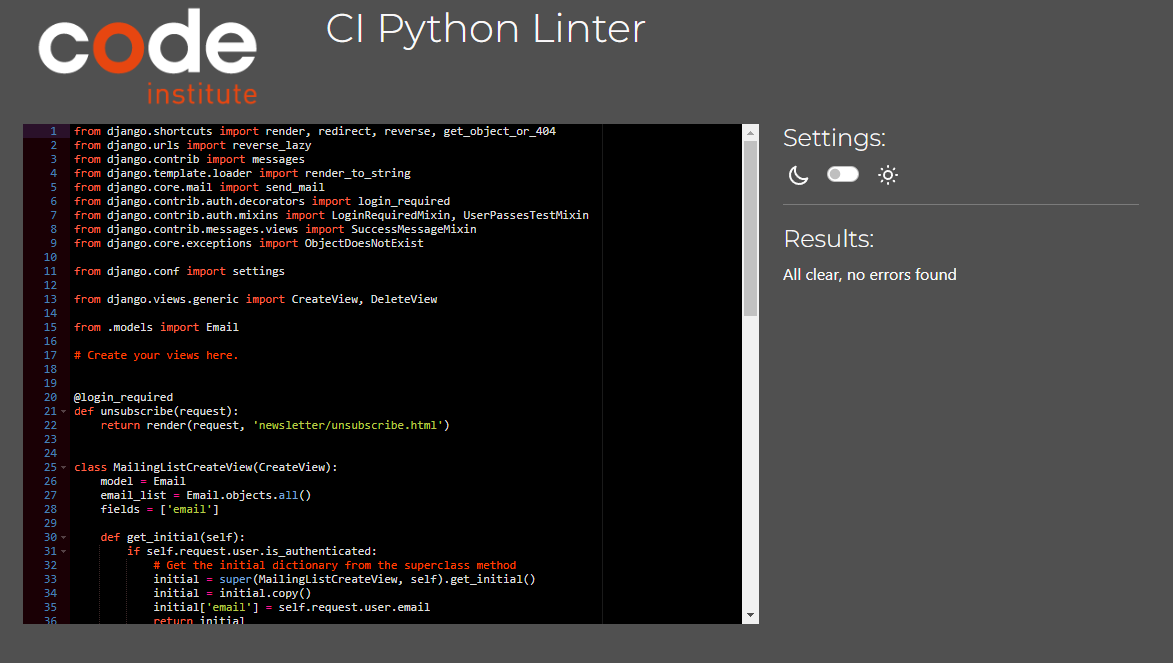 code
institute
CI Python Linter
1 from django.shortcuts import render, redirect, reverse, get_object_or_404
2 from django.urls import reverse_lazy
3 from django.contrib import messages
4 from django.template.loader import render_to_string
5 from django.core.mail import send_mail
6 from django.contrib.auth.decorators import login_required
7 from django.contrib.auth.mixins import LoginRequiredMixin, UserPassesTestMixin
8 from django.contrib.messages.views import SuccessMessageMixin
9 from django.core.exceptions import ObjectDoesNotExist
10
11 from django.conf import settings
12
13 from django.views.generic import CreateView, DeleteView
14
15 from .models import Email
16
17 # Create your views here.
18
19
20 @login_required
21 def unsubscribe(request):
22     return render(request, 'newsletter/unsubscribe.html')
23
24
25 class MailingListCreateView(CreateView):
26     model = Email
27     email_list = Email.objects.all()
28     fields = ['email']
29
30     def get_initial(self):
31         if self.request.user.is_authenticated:
32             # Get the initial dictionary from the superclass method
33             initial = super(MailingListCreateView, self).get_initial()
34             initial = initial.copy()
35             initial['email'] = self.request.user.email
36             return initial
Settings:
Results:
All clear, no errors found